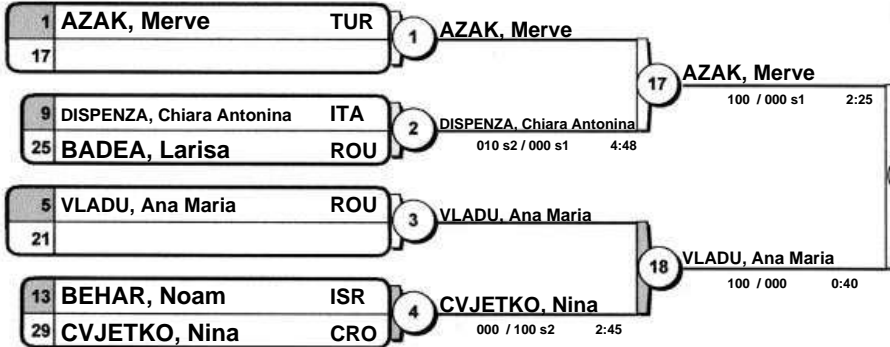 1 AZAK, Merve TUR
17
1 AZAK, Merve
9 DISPENZA, Chiara Antonina ITA
25 BADEA, Larisa ROU
2 DISPENZA, Chiara Antonina
010 s2 / 000 s1 4:48
17 AZAK, Merve
100 / 000 s1 2:25
5 VLADU, Ana Maria ROU
21
3 VLADU, Ana Maria
13 BEHAR, Noam ISR
29 CVJETKO, Nina CRO
4 CVJETKO, Nina
000 / 100 s2 2:45
18 VLADU, Ana Maria
100 / 000 0:40